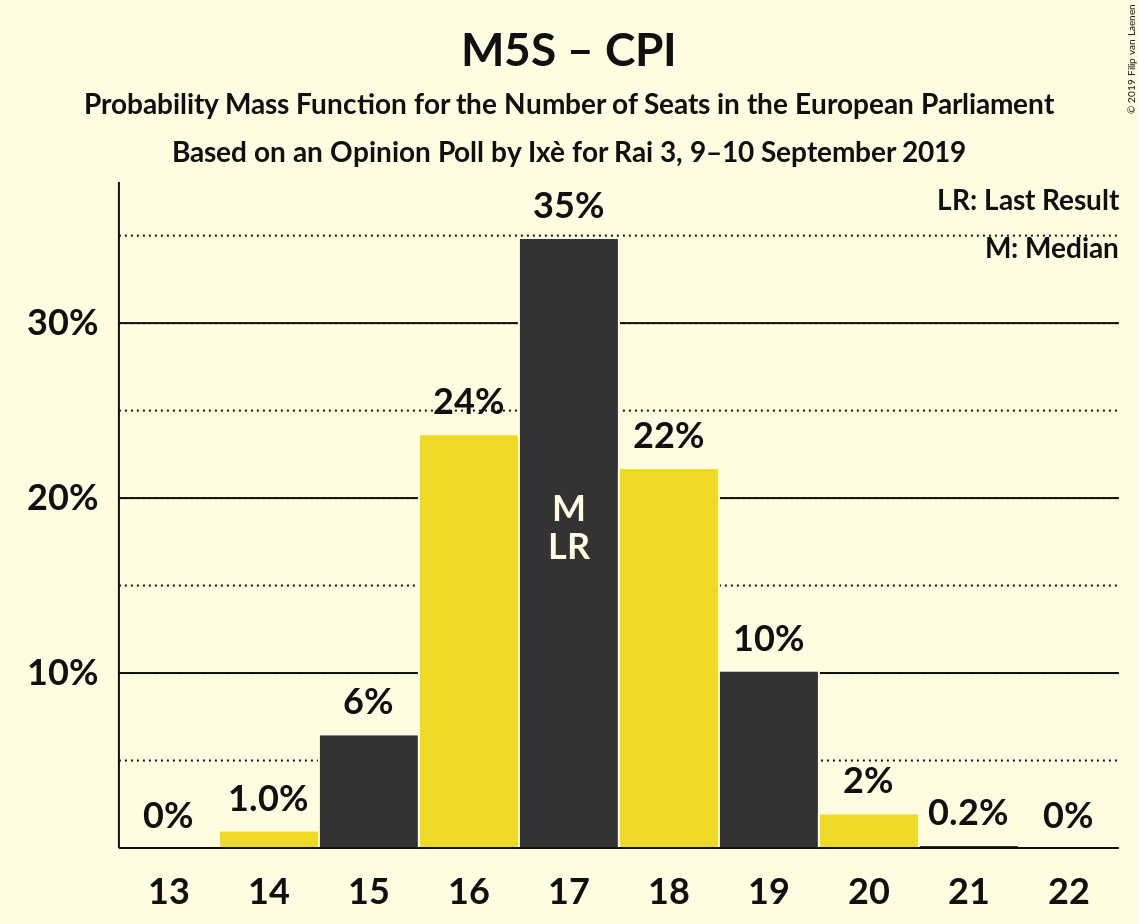 M5S – CPI
Probability Mass Function for the Number of Seats in the European Parliament
Based on an Opinion Poll by Ixè for Rai 3, 9–10 September 2019
© 2019 Filip van Laenen
LR: Last Result
M: Median
30%
20%
10%
0%
1.0%
6%
24%
35%
M
LR
22%
10%
2%
0.2%
0%
13 14 15 16 17 18 19 20 21 22